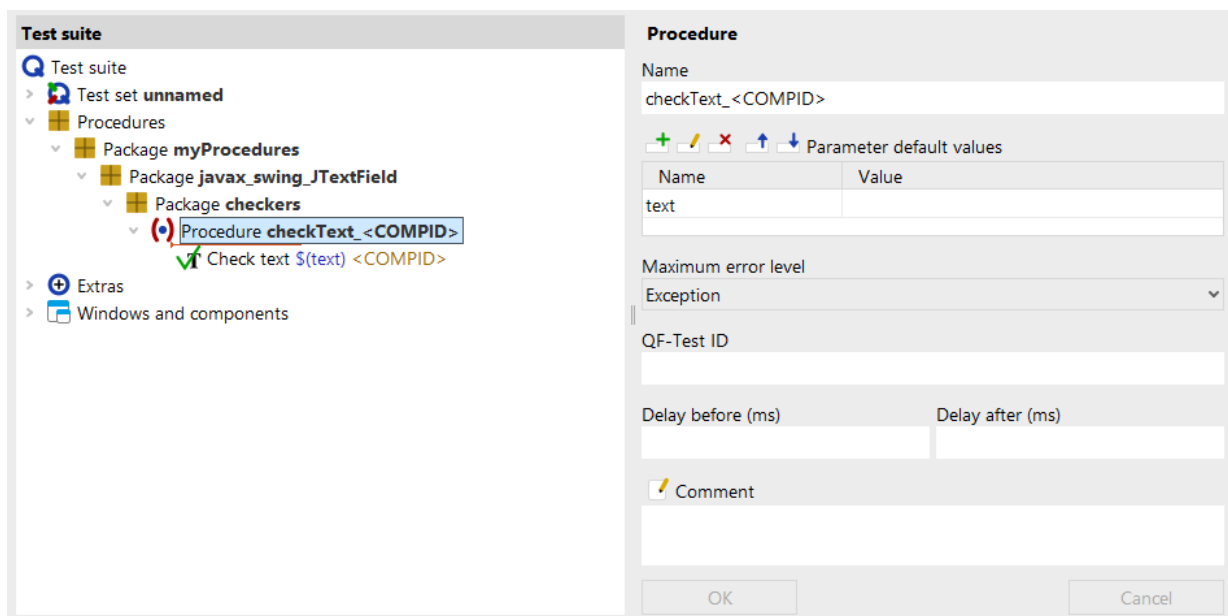 Test suite
Test suite
Test set unnamed
Procedures
Package myProcedures
Package javax_swing_JTextField
Package checkers
Procedure checkText_<COMPID>
Check text $(text) <COMPID>
Extras
Windows and components
Procedure
Name
checkText_<COMPID>
Parameter default values
Name Value
text
Maximum error level
Exception
QF-Test ID
Delay before (ms) Delay after (ms)
Comment
OK Cancel